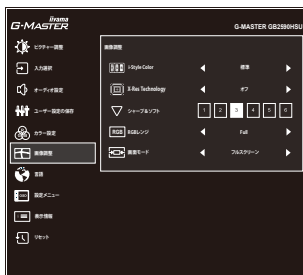 iiyama
G-MASTER
G-MASTER GB2590HSU
ピクチャー調整
入力選択
オーディオ設定
ユーザー設定の保存
カラー設定
画像調整
言語
OSD 設定メニュー
表示情報
リセット
画像調整
i-Style Color 標準
X-Res Technology オフ
シャープ&ソフト 1 2 3 4 5 6
RGB RGBレンジ Full
画面モード フルスクリーン